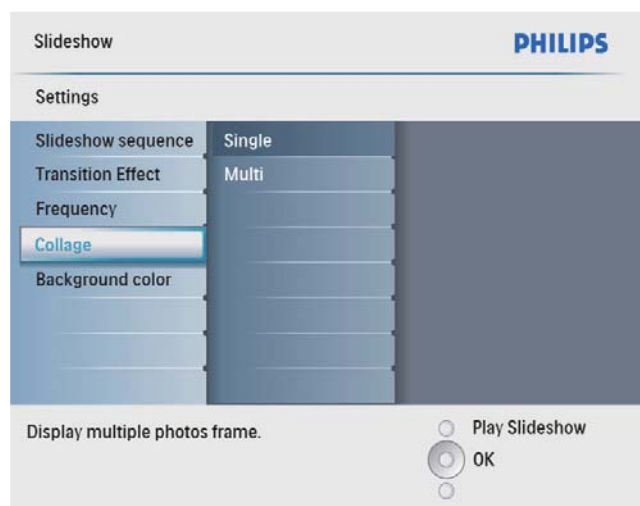 Slideshow
PHILIPS
Settings
Slideshow sequence
Transition Effect
Frequency
Collage
Background color
Single
Multi
Display multiple photos frame.
Play Slideshow
OK